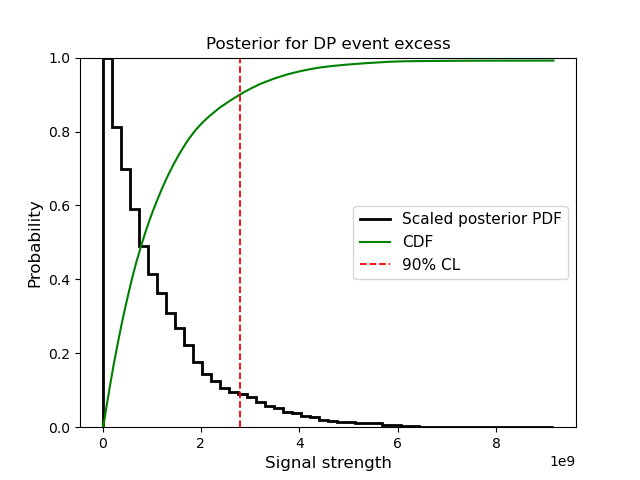 Posterior for DP event excess
1.0
0.8
0.6
0.4
0.2
0.0
Probability
Scaled posterior PDF
CDF
90% CL
0 2 4 6 8
1e9
Signal strength